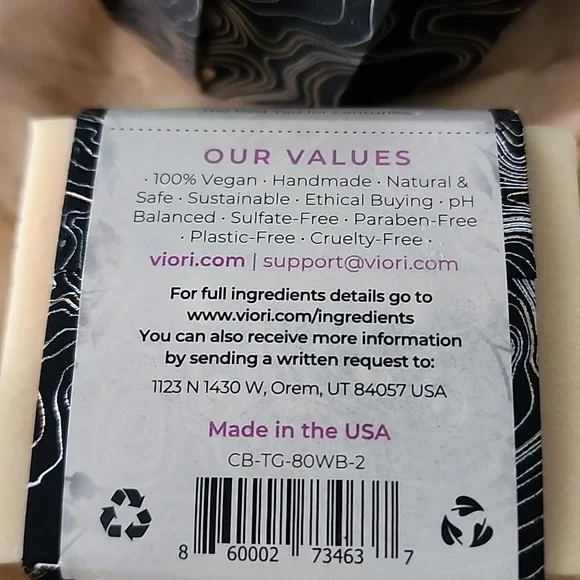 OUR VALUES
· 100% Vegan · Handmade · Natural &
Safe · Sustainable · Ethical Buying · pH
Balanced · Sulfate-Free · Paraben-Free
· Plastic-Free · Cruelty-Free ·
viori.com | support@viori.com
For full ingredients details go to
www.viori.com/ingredients
You can also receive more information
by sending a written request to:
1123 N 1430 W, Orem, UT 84057 USA
Made in the USA
CB-TG-80WB-2
8 60002 73463 7